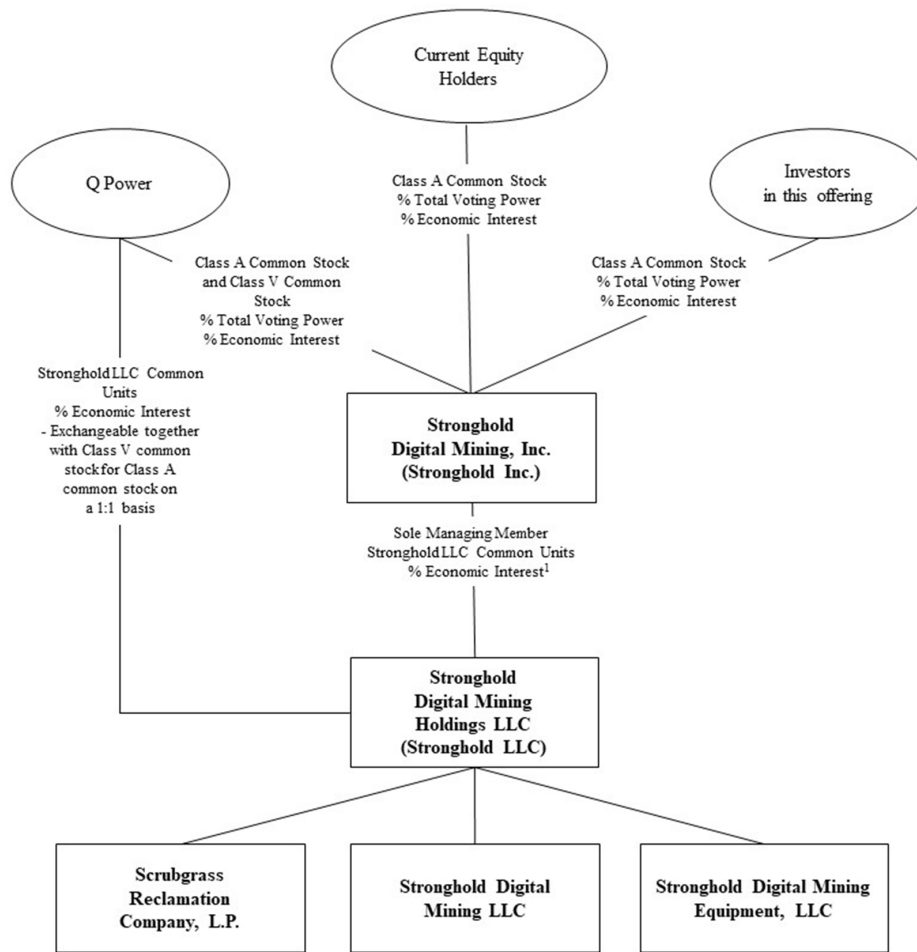 Current Equity
Holders
Q Power
Investors
in this offering
Class A Common Stock
% Total Voting Power
% Economic Interest
Class A Common Stock
and Class V Common
Stock
% Total Voting Power
% Economic Interest
Class A Common Stock
% Total Voting Power
% Economic Interest
Stronghold LLC Common
Units
% Economic Interest
- Exchangeable together
with Class V common
stock for Class A
common stock on
a 1:1 basis
Stronghold
Digital Mining, Inc.
(Stronghold Inc.)
Sole Managing Member
Stronghold LLC Common Units
% Economic Interest¹
Stronghold
Digital Mining
Holdings LLC
(Stronghold LLC)
Scrubgrass
Reclamation
Company, L.P.
Stronghold Digital
Mining LLC
Stronghold Digital Mining
Equipment, LLC